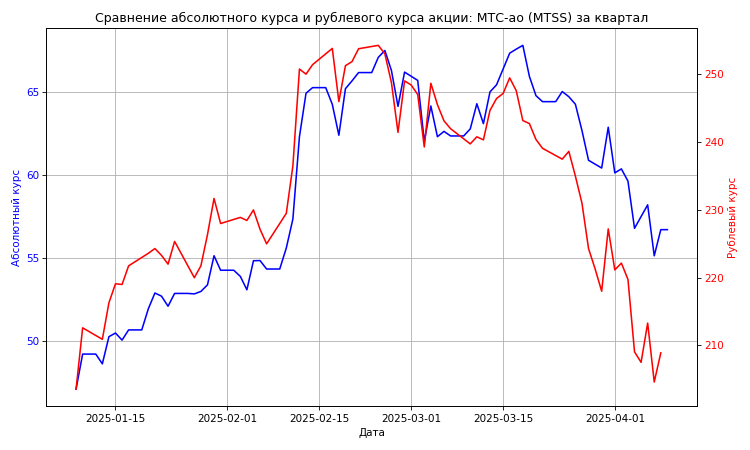 Сравнение абсолютного курса и рублевого курса акции: МТС-ао (MTSS) за квартал
Абсолютный курс
65
60
55
50
250
240
230
220
210
Рублевый курс
2025-01-15 2025-02-01 2025-02-15 2025-03-01 2025-03-15 2025-04-01
Дата